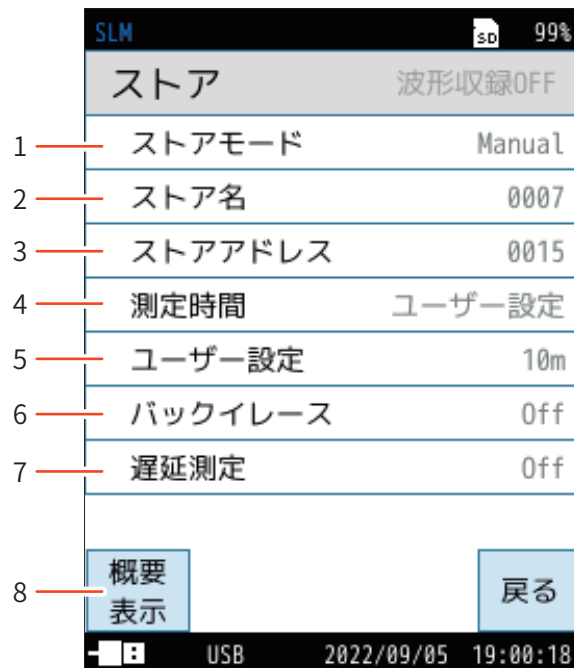 SLM SD 99%
ストア 波形収録OFF
1 ストアモード Manual
2 ストア名 0007
3 ストアアドレス 0015
4 測定時間 ユーザー設定
5 ユーザー設定 10m
6 バックイレース Off
7 遅延測定 Off
8 概要
表示 戻る
USB 2022/09/05 19:00:18